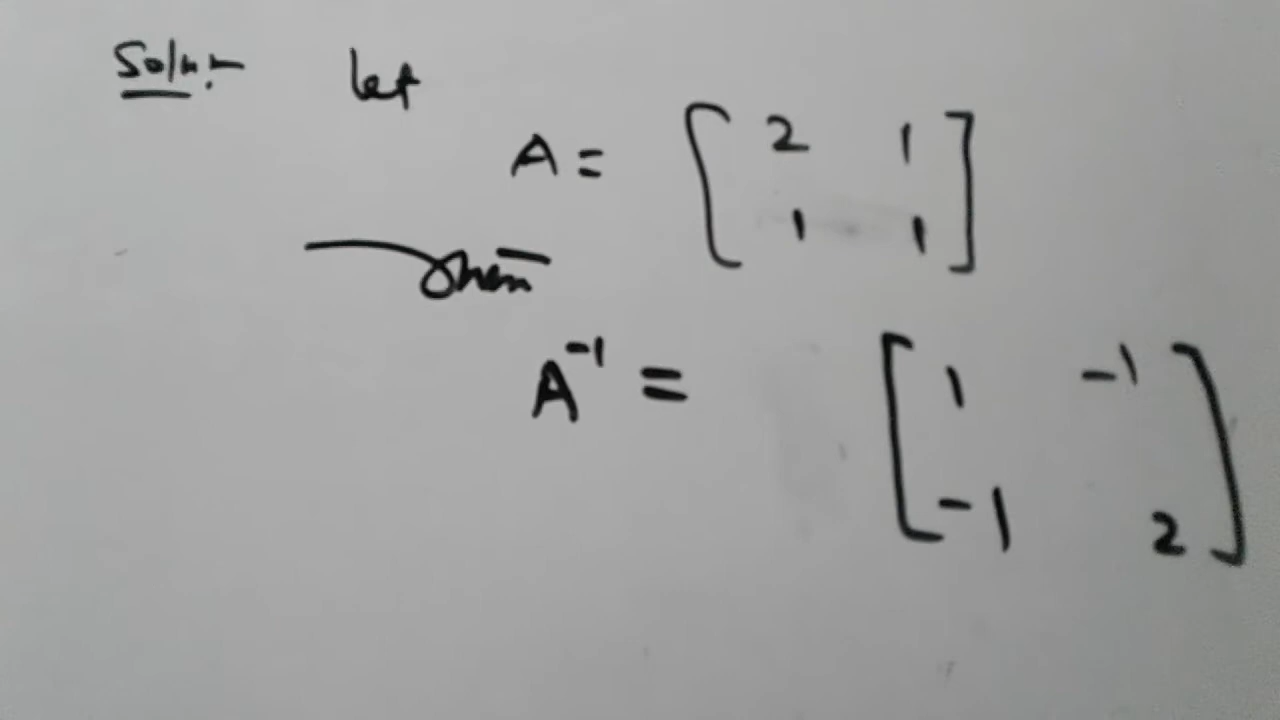 Soln:- let
A = [ 2 1
1 1 ]
Then
A⁻¹ = [ 1 -1
-1 2 ]